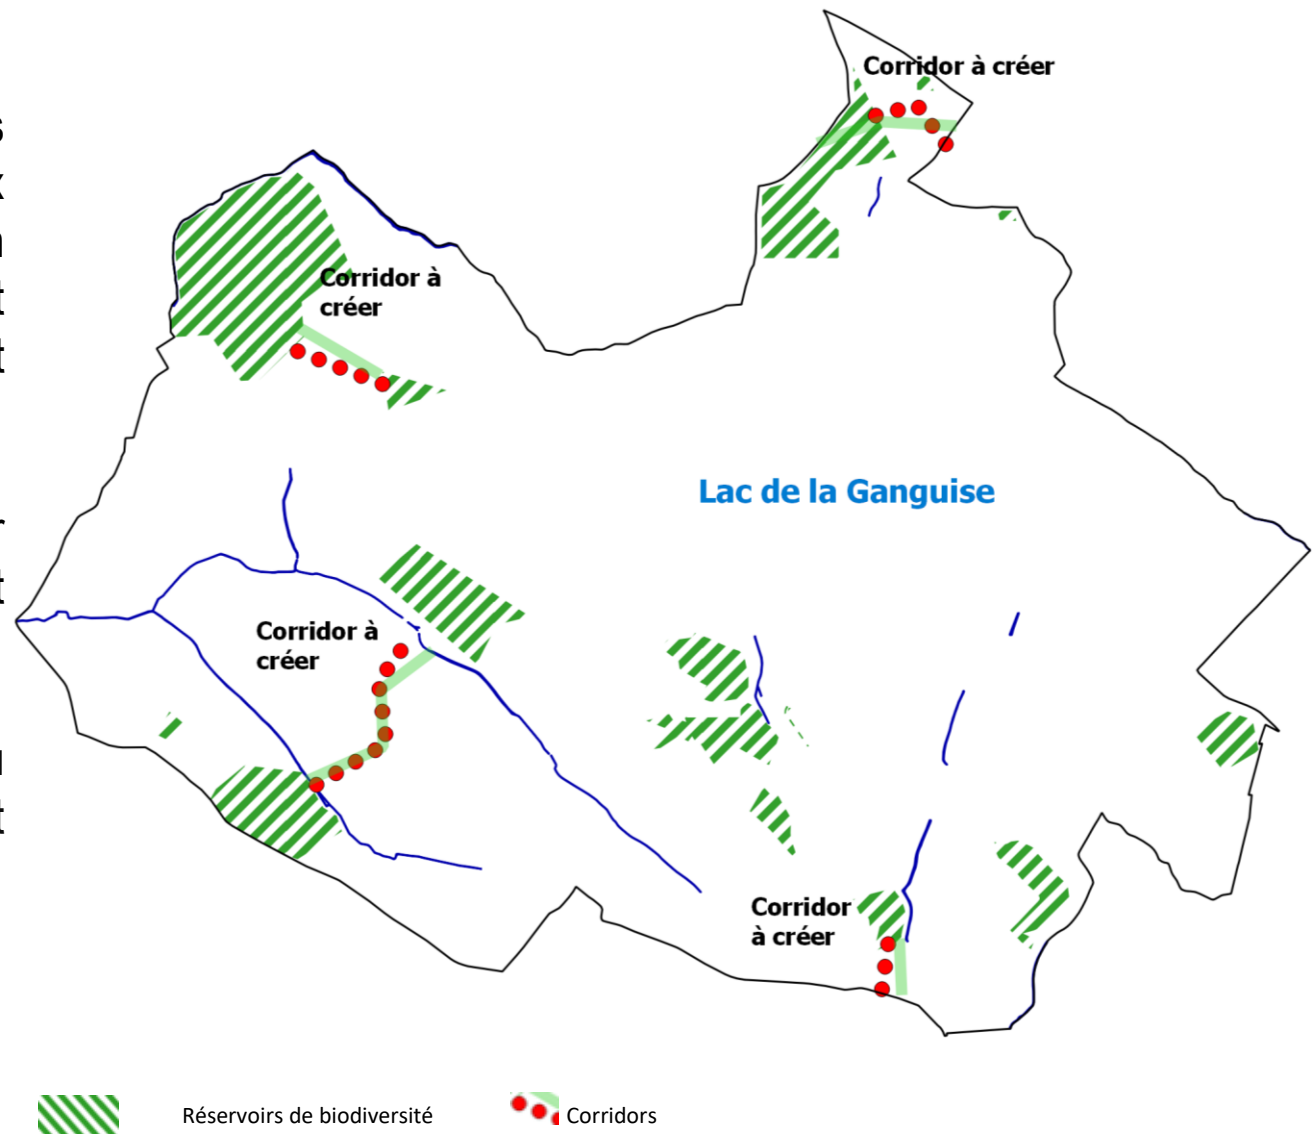 Corridor à créer
s
x
n
t
t
Corridor à
créer
Lac de la Ganguise
r
t
Corridor à
créer
t
Corridor
à créer
Réservoirs de biodiversité
Corridors